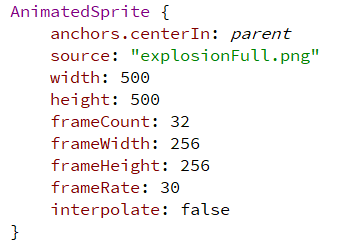 AnimatedSprite {
    anchors.centerIn: parent
    source: "explosionFull.png"
    width: 500
    height: 500
    frameCount: 32
    frameWidth: 256
    frameHeight: 256
    frameRate: 30
    interpolate: false
}